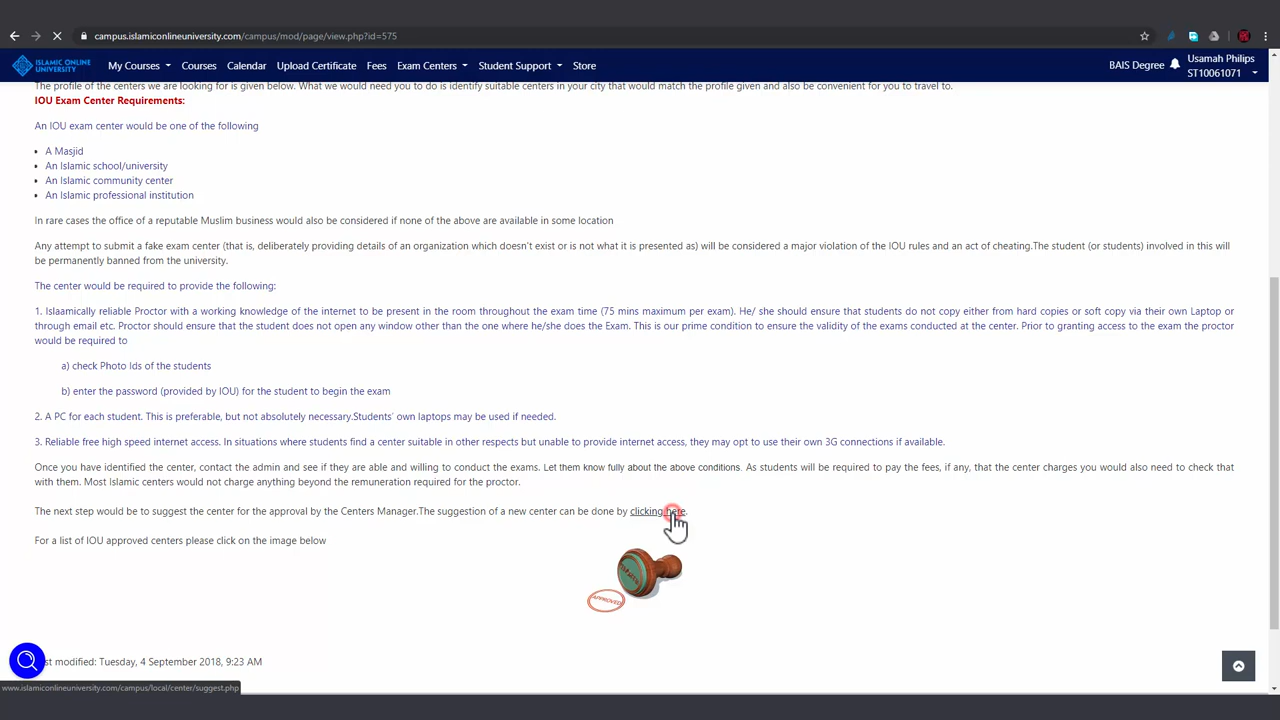 campus.islamiconlineuniversity.com/campus/mod/page/view.php?id=575
ISLAMIC ONLINE
UNIVERSITY
My Courses Courses Calendar Upload Certificate Fees Exam Centers Student Support Store
BAIS Degree
Usamah Philips
ST10061071
The profile of the centers we are looking for is given below. What we would need you to do is identify suitable centers in your city that would match the profile given and also be convenient for you to travel to.
IOU Exam Center Requirements:
An IOU exam center would be one of the following
• A Masjid
• An Islamic school/university
• An Islamic community center
• An Islamic professional institution
In rare cases the office of a reputable Muslim business would also be considered if none of the above are available in some location
Any attempt to submit a fake exam center (that is, deliberately providing details of an organization which doesn't exist or is not what it is presented as) will be considered a major violation of the IOU rules and an act of cheating.The student (or students) involved in this will
be permanently banned from the university.
The center would be required to provide the following:
1. Islaamically reliable Proctor with a working knowledge of the internet to be present in the room throughout the exam time (75 mins maximum per exam). He/ she should ensure that students do not copy either from hard copies or soft copy via their own Laptop or
through email etc. Proctor should ensure that the student does not open any window other than the one where he/she does the Exam. This is our prime condition to ensure the validity of the exams conducted at the center. Prior to granting access to the exam the proctor
would be required to
a) check Photo Ids of the students
b) enter the password (provided by IOU) for the student to begin the exam
2. A PC for each student. This is preferable, but not absolutely necessary.Students' own laptops may be used if needed.
3. Reliable free high speed internet access. In situations where students find a center suitable in other respects but unable to provide internet access, they may opt to use their own 3G connections if available.
Once you have identified the center, contact the admin and see if they are able and willing to conduct the exams. Let them know fully about the above conditions. As students will be required to pay the fees, if any, that the center charges you would also need to check that
with them. Most Islamic centers would not charge anything beyond the remuneration required for the proctor.
The next step would be to suggest the center for the approval by the Centers Manager.The suggestion of a new center can be done by clicking here.
For a list of IOU approved centers please click on the image below
APPROVED
st modified: Tuesday, 4 September 2018, 9:23 AM
www.islamiconlineuniversity.com/campus/local/center/suggest.php